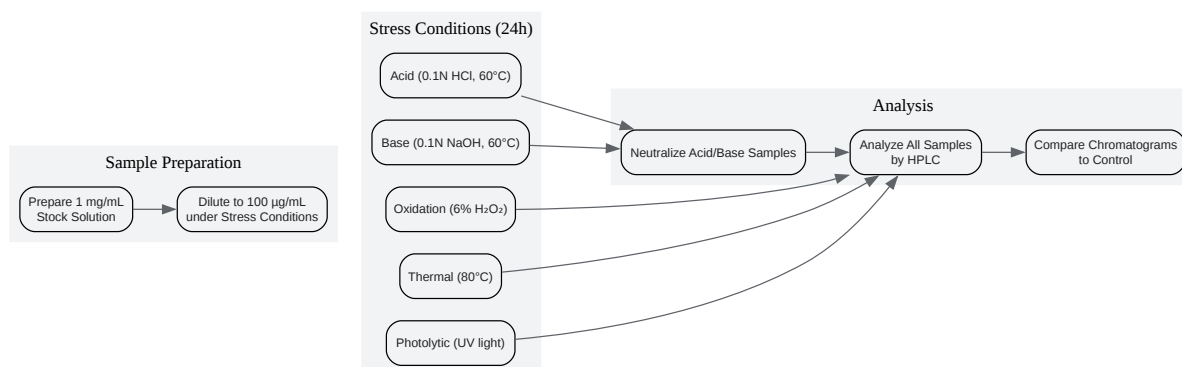 Sample Preparation
Prepare 1 mg/mL
Stock Solution
Dilute to 100 µg/mL
under Stress Conditions
Stress Conditions (24h)
Acid (0.1N HCl, 60°C)
Base (0.1N NaOH, 60°C)
Oxidation (6% H₂O₂)
Thermal (80°C)
Photolytic (UV light)
Analysis
Neutralize Acid/Base Samples
Analyze All Samples
by HPLC
Compare Chromatograms
to Control